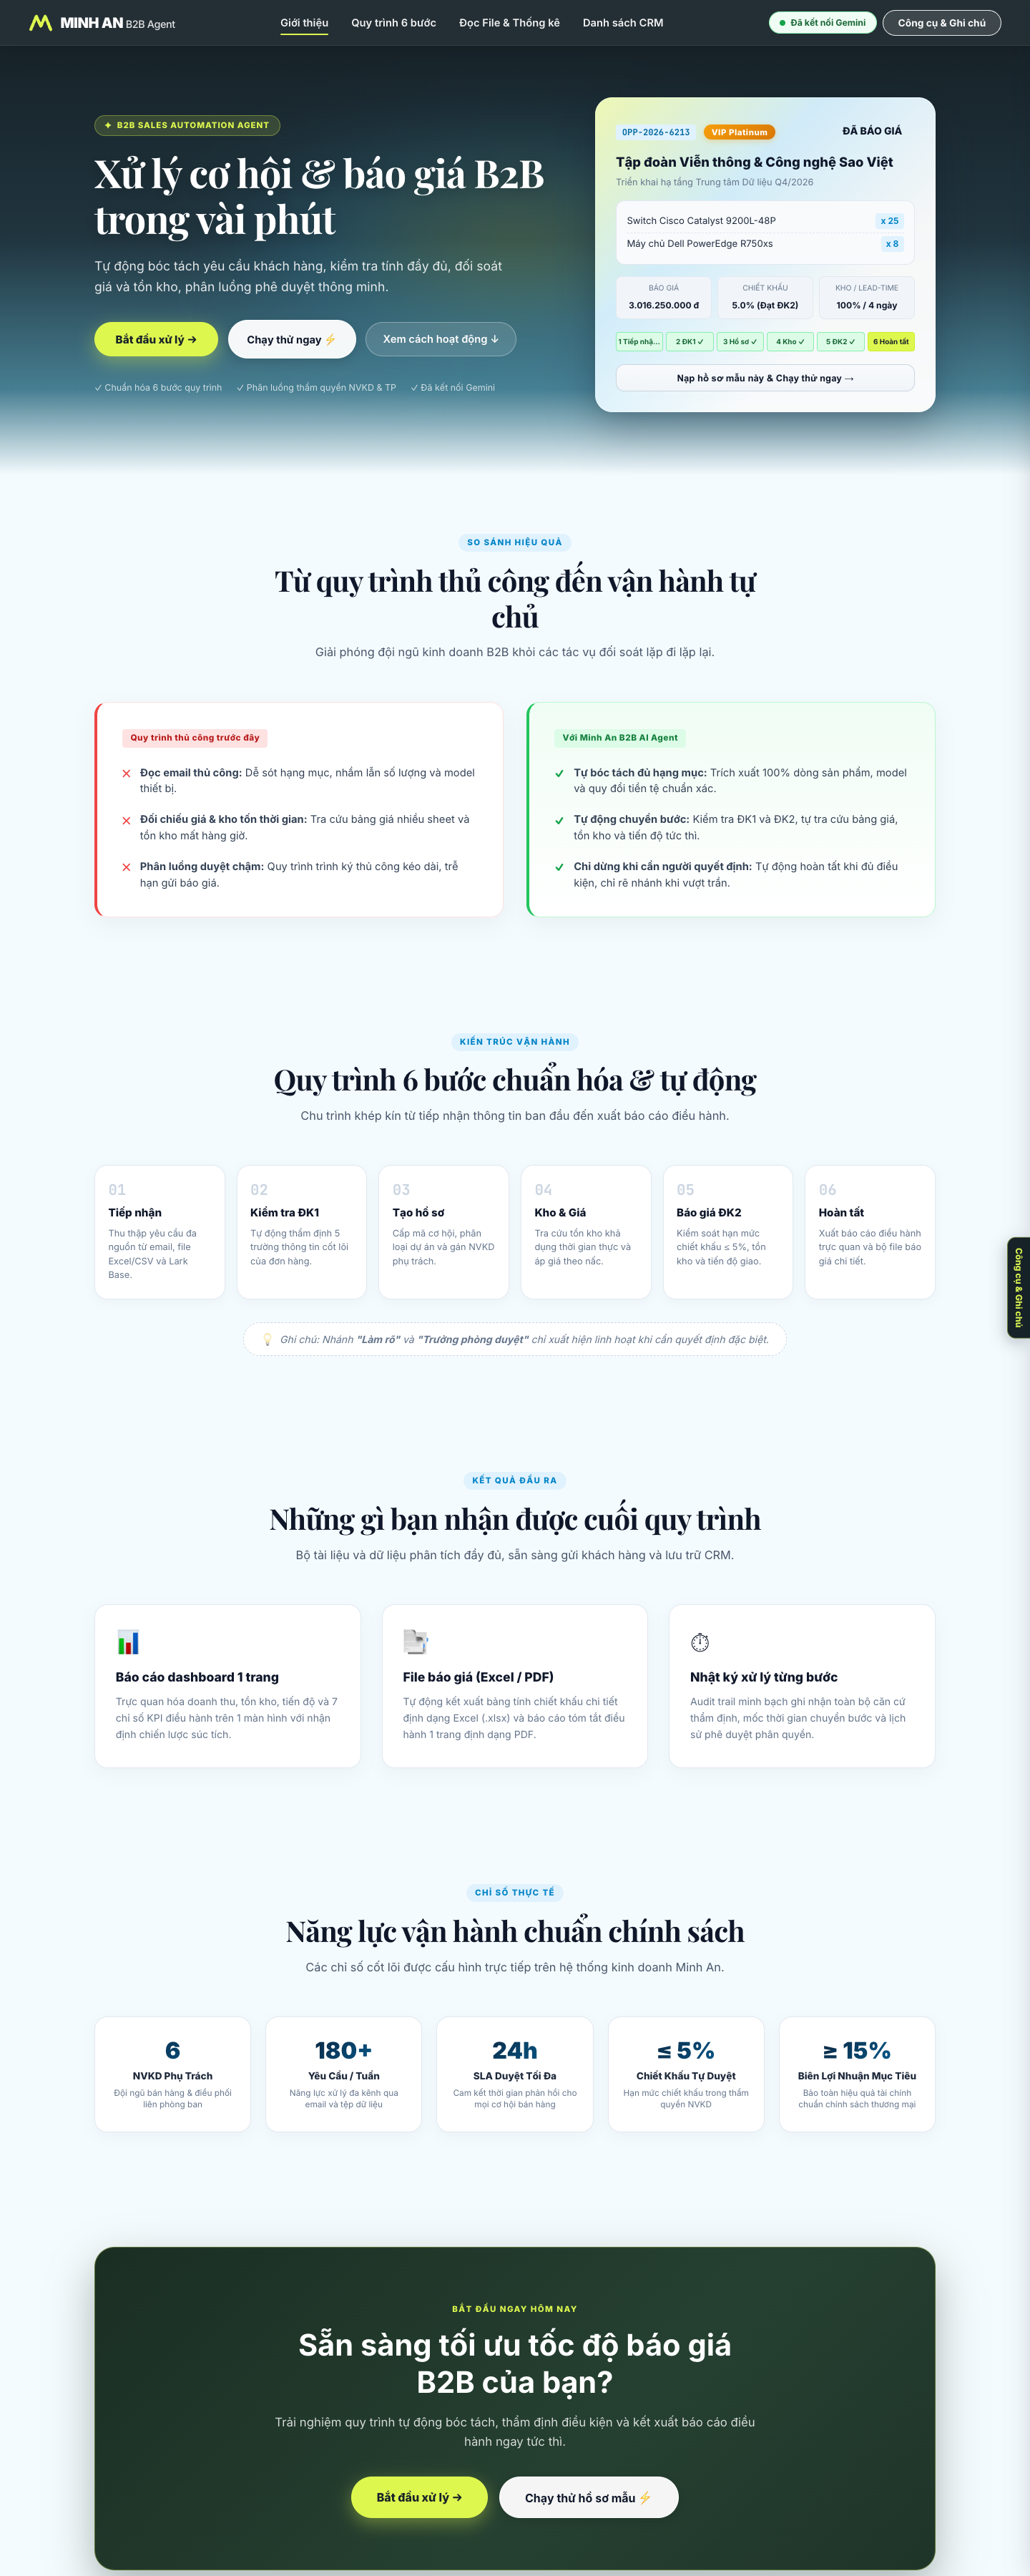 MINH AN B2B Agent
Giới thiệu
Quy trình 6 bước
Đọc File & Thống kê
Danh sách CRM
Đã kết nối Gemini
Công cụ & Ghi chú
✦ B2B SALES AUTOMATION AGENT
Xử lý cơ hội & báo giá B2B
trong vài phút
Tự động bóc tách yêu cầu khách hàng, kiểm tra tính đầy đủ, đối soát
giá và tồn kho, phân luồng phê duyệt thông minh.
Bắt đầu xử lý →
Chạy thử ngay ⚡
Xem cách hoạt động ↓
✓ Chuẩn hóa 6 bước quy trình
✓ Phân luồng thẩm quyền NVKD & TP
✓ Đã kết nối Gemini
OPP-2026-6213
VIP Platinum
ĐÃ BÁO GIÁ
Tập đoàn Viễn thông & Công nghệ Sao Việt
Triển khai hạ tầng Trung tâm Dữ liệu Q4/2026
Switch Cisco Catalyst 9200L-48P
x 25
Máy chủ Dell PowerEdge R750xs
x 8
BÁO GIÁ
3.016.250.000 đ
CHIẾT KHẤU
5.0% (Đạt ĐK2)
KHO / LEAD-TIME
100% / 4 ngày
1 Tiếp nhậ...
2 ĐK1 ✓
3 Hồ sơ ✓
4 Kho ✓
5 ĐK2 ✓
6 Hoàn tất
Nạp hồ sơ mẫu này & Chạy thử ngay →
SO SÁNH HIỆU QUẢ
Từ quy trình thủ công đến vận hành tự
chủ
Giải phóng đội ngũ kinh doanh B2B khỏi các tác vụ đối soát lặp đi lặp lại.
Quy trình thủ công trước đây
✕ Đọc email thủ công: Dễ sót hạng mục, nhầm lẫn số lượng và model
thiết bị.
✕ Đối chiếu giá & kho tốn thời gian: Tra cứu bảng giá nhiều sheet và
tồn kho mất hàng giờ.
✕ Phân luồng duyệt chậm: Quy trình trình ký thủ công kéo dài, trễ
hạn gửi báo giá.
Với Minh An B2B AI Agent
✓ Tự bóc tách đủ hạng mục: Trích xuất 100% dòng sản phẩm, model
và quy đổi tiền tệ chuẩn xác.
✓ Tự động chuyển bước: Kiểm tra ĐK1 và ĐK2, tự tra cứu bảng giá,
tồn kho và tiến độ tức thì.
✓ Chỉ dừng khi cần người quyết định: Tự động hoàn tất khi đủ điều
kiện, chỉ rẽ nhánh khi vượt trần.
KIẾN TRÚC VẬN HÀNH
Quy trình 6 bước chuẩn hóa & tự động
Chu trình khép kín từ tiếp nhận thông tin ban đầu đến xuất báo cáo điều hành.
01
Tiếp nhận
Thu thập yêu cầu đa
nguồn từ email, file
Excel/CSV và Lark
Base.
02
Kiểm tra ĐK1
Tự động thẩm định 5
trường thông tin cốt lõi
của đơn hàng.
03
Tạo hồ sơ
Cấp mã cơ hội, phân
loại dự án và gán NVKD
phụ trách.
04
Kho & Giá
Tra cứu tồn kho khả
dụng thời gian thực và
áp giá theo nấc.
05
Báo giá ĐK2
Kiểm soát hạn mức
chiết khấu ≤ 5%, tồn
kho và tiến độ giao.
06
Hoàn tất
Xuất báo cáo điều hành
trực quan và bộ file báo
giá chi tiết.
💡 Ghi chú: Nhánh "Làm rõ" và "Trưởng phòng duyệt" chỉ xuất hiện linh hoạt khi cần quyết định đặc biệt.
Công cụ & Ghi chú
KẾT QUẢ ĐẦU RA
Những gì bạn nhận được cuối quy trình
Bộ tài liệu và dữ liệu phân tích đầy đủ, sẵn sàng gửi khách hàng và lưu trữ CRM.
Báo cáo dashboard 1 trang
Trực quan hóa doanh thu, tồn kho, tiến độ và 7
chỉ số KPI điều hành trên 1 màn hình với nhận
định chiến lược súc tích.
File báo giá (Excel / PDF)
Tự động kết xuất bảng tính chiết khấu chi tiết
định dạng Excel (.xlsx) và báo cáo tóm tắt điều
hành 1 trang định dạng PDF.
Nhật ký xử lý từng bước
Audit trail minh bạch ghi nhận toàn bộ căn cứ
thẩm định, mốc thời gian chuyển bước và lịch
sử phê duyệt phân quyền.
CHỈ SỐ THỰC TẾ
Năng lực vận hành chuẩn chính sách
Các chỉ số cốt lõi được cấu hình trực tiếp trên hệ thống kinh doanh Minh An.
6
NVKD Phụ Trách
Đội ngũ bán hàng & điều phối
liên phòng ban
180+
Yêu Cầu / Tuần
Năng lực xử lý đa kênh qua
email và tệp dữ liệu
24h
SLA Duyệt Tối Đa
Cam kết thời gian phản hồi cho
mọi cơ hội bán hàng
≤ 5%
Chiết Khấu Tự Duyệt
Hạn mức chiết khấu trong thẩm
quyền NVKD
≥ 15%
Biên Lợi Nhuận Mục Tiêu
Bảo toàn hiệu quả tài chính
chuẩn chính sách thương mại
BẮT ĐẦU NGAY HÔM NAY
Sẵn sàng tối ưu tốc độ báo giá
B2B của bạn?
Trải nghiệm quy trình tự động bóc tách, thẩm định điều kiện và kết xuất báo cáo điều
hành ngay tức thì.
Bắt đầu xử lý →
Chạy thử hồ sơ mẫu ⚡